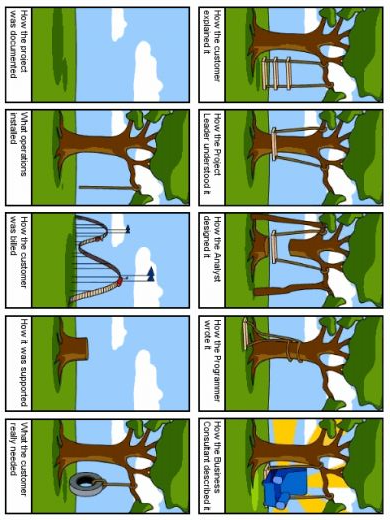 How the customer
explained it
How the Project
Leader understood it
How the Analyst
designed it
How the Programmer
wrote it
How the Business
Consultant described it
How the project
was documented
What operations
installed
How the customer
was billed
How it was supported
What the customer
really needed